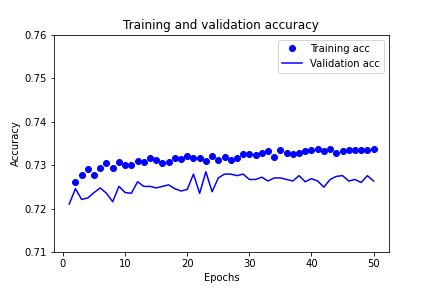 Training and validation accuracy
Training acc
Validation acc
Accuracy
0.76
0.75
0.74
0.73
0.72
0.71
0 10 20 30 40 50
Epochs